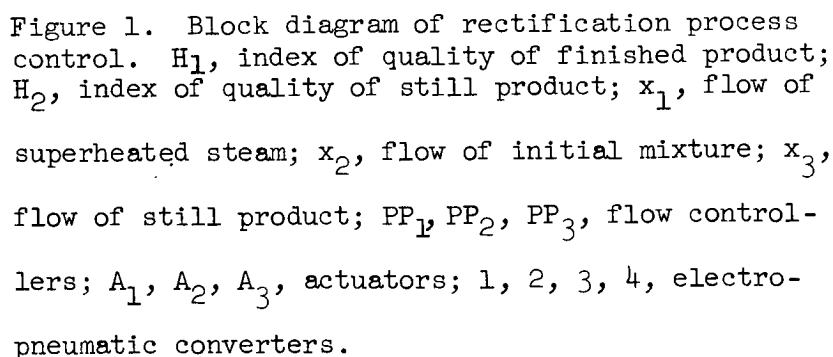 Figure 1. Block diagram of rectification process
control. H₁, index of quality of finished product;
H₂, index of quality of still product; x₁, flow of
superheated steam; x₂, flow of initial mixture; x₃,
flow of still product; PP₁, PP₂, PP₃, flow control-
lers; A₁, A₂, A₃, actuators; 1, 2, 3, 4, electro-
pneumatic converters.